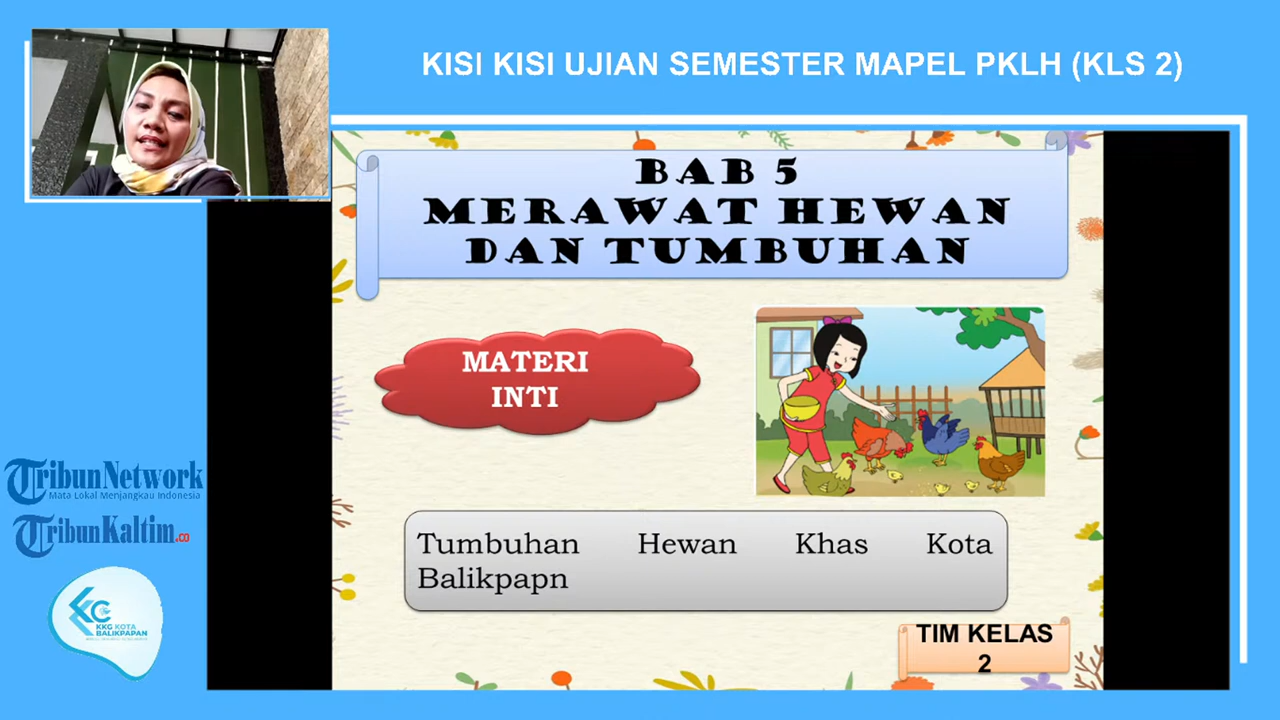 KISI KISI UJIAN SEMESTER MAPEL PKLH (KLS 2)
BAB 5
MERAWAT HEWAN
DAN TUMBUHAN
MATERI
INTI
Tumbuhan Hewan Khas Kota
Balikpapn
TIM KELAS
2
TribunNetwork
Mata Lokal Menjangkau Indonesia
TribunKaltim.co
KKG KOTA
BALIKPAPAN